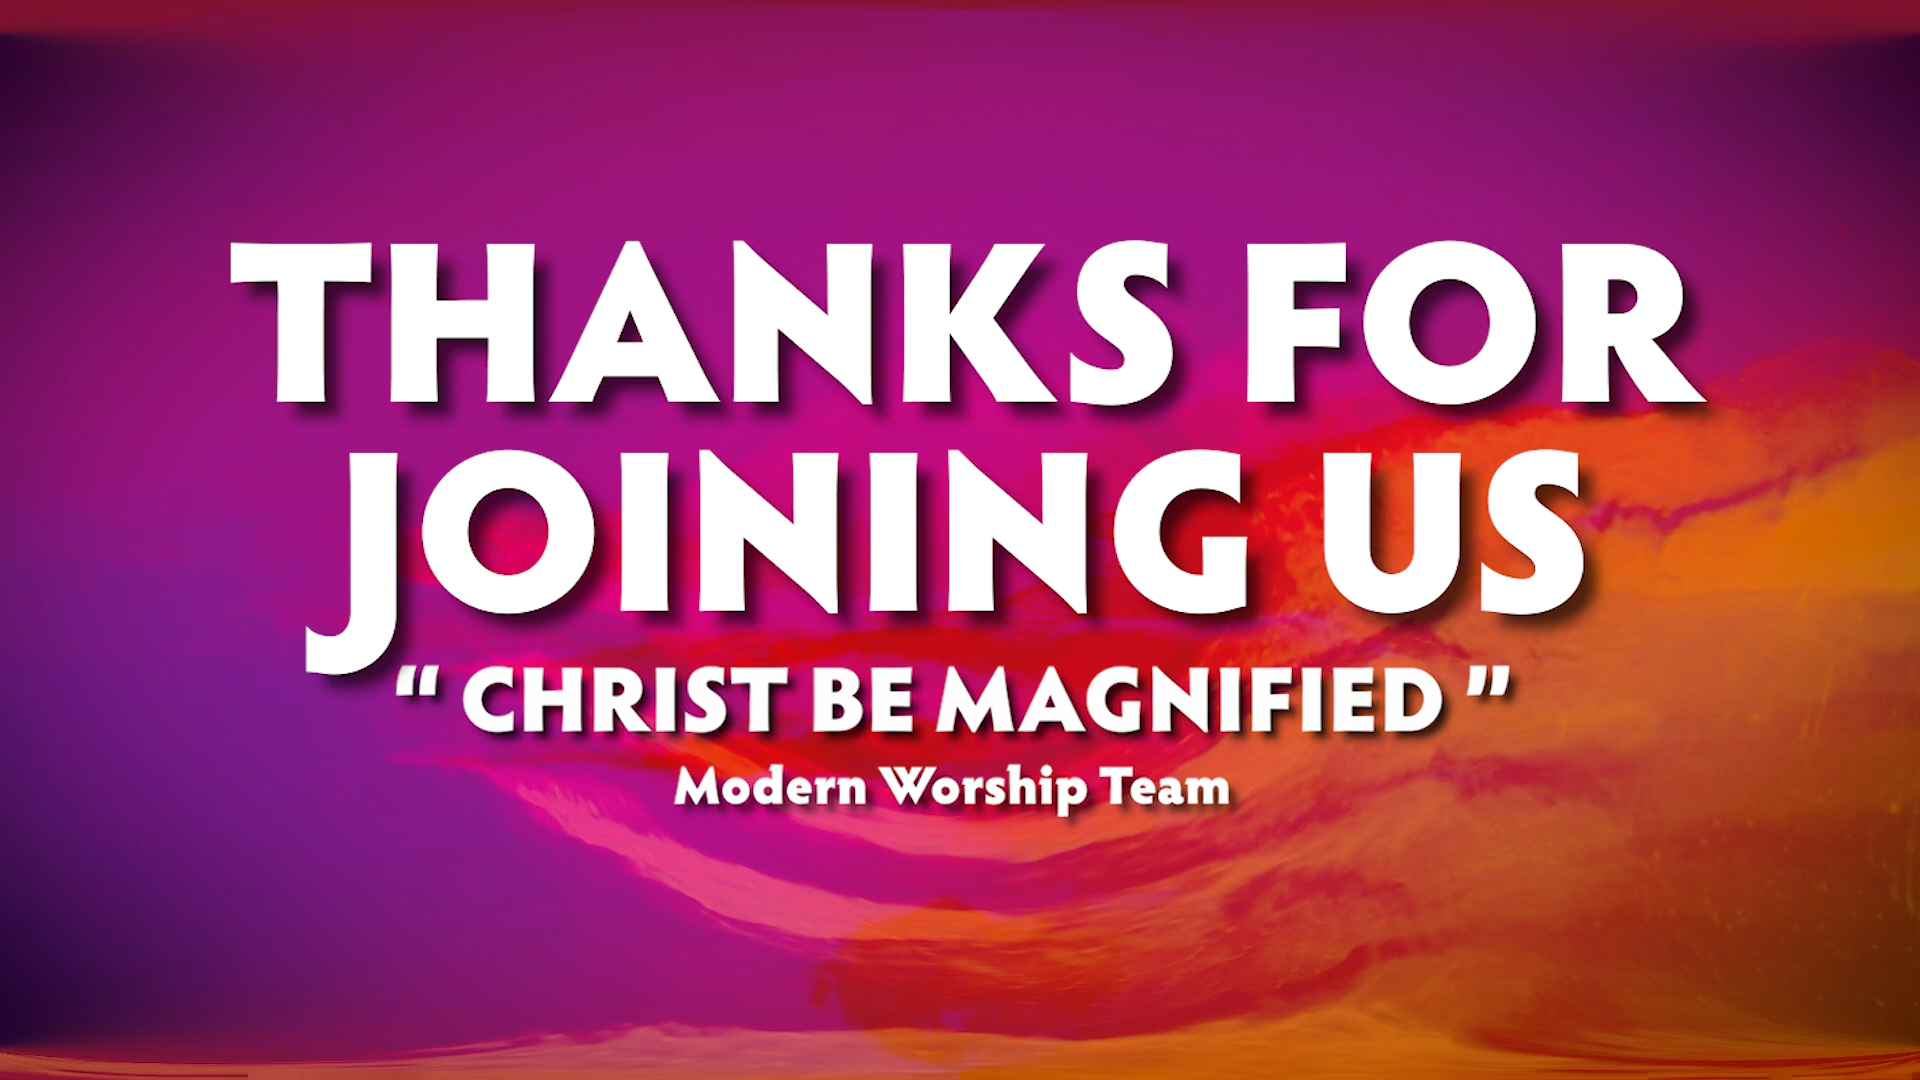 THANKS FOR
JOINING US
“ CHRIST BE MAGNIFIED ”
Modern Worship Team